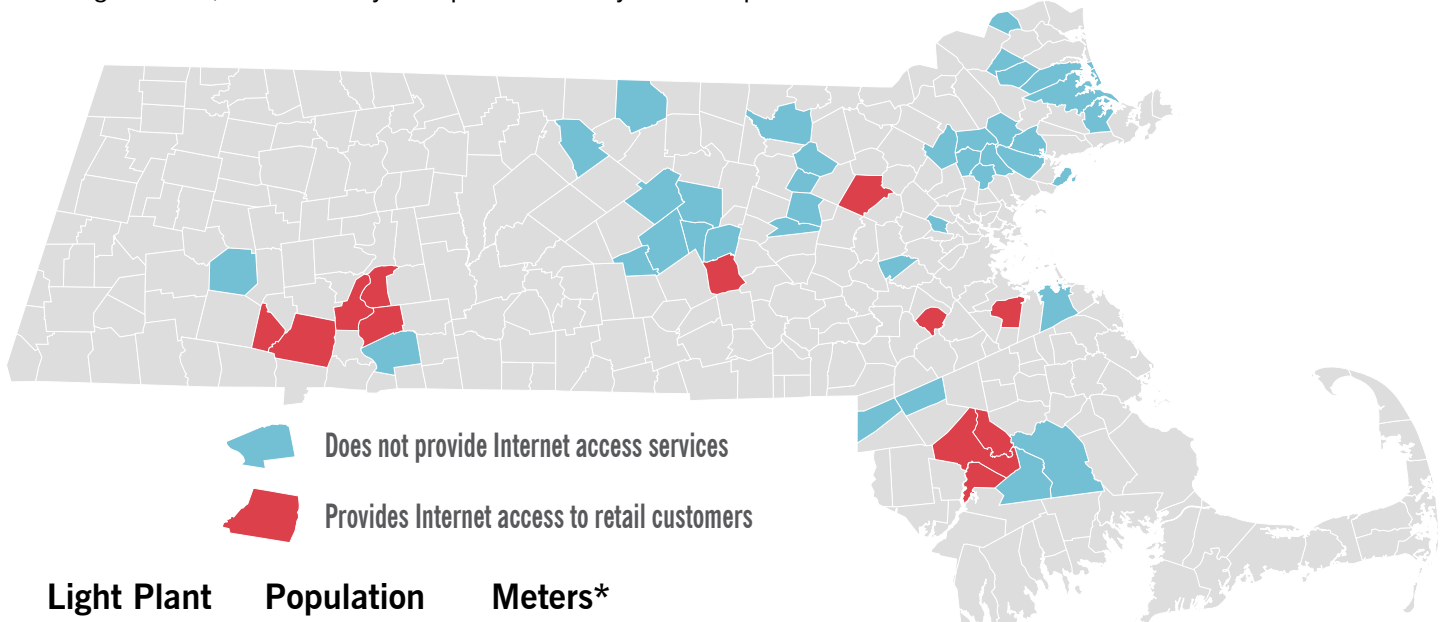 Does not provide Internet access services
Provides Internet access to retail customers
Light Plant Population Meters*